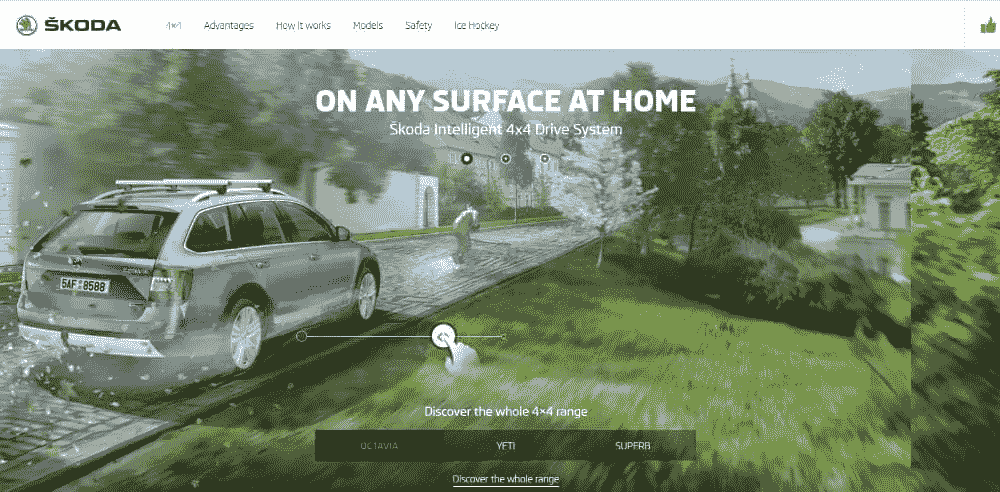 ŠKODA
4×4 Advantages How it works Models Safety Ice Hockey
ON ANY SURFACE AT HOME
Škoda Intelligent 4x4 Drive System
5AF 8588
Discover the whole 4×4 range
OCTAVIA YETI SUPERB
Discover the whole range